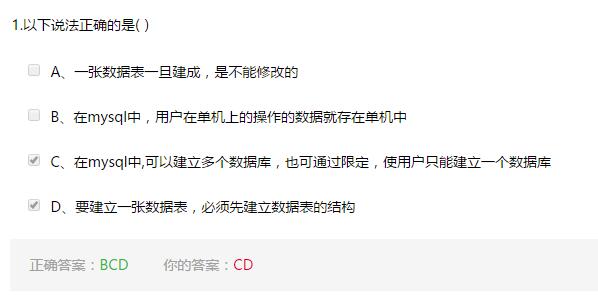 1.以下说法正确的是( )
A、一张数据表一旦建成，是不能修改的
B、在mysql中，用户在单机上的操作的数据就存在单机中
C、在mysql中,可以建立多个数据库，也可通过限定，使用户只能建立一个数据库
D、要建立一张数据表，必须先建立数据表的结构
正确答案：BCD 你的答案：CD